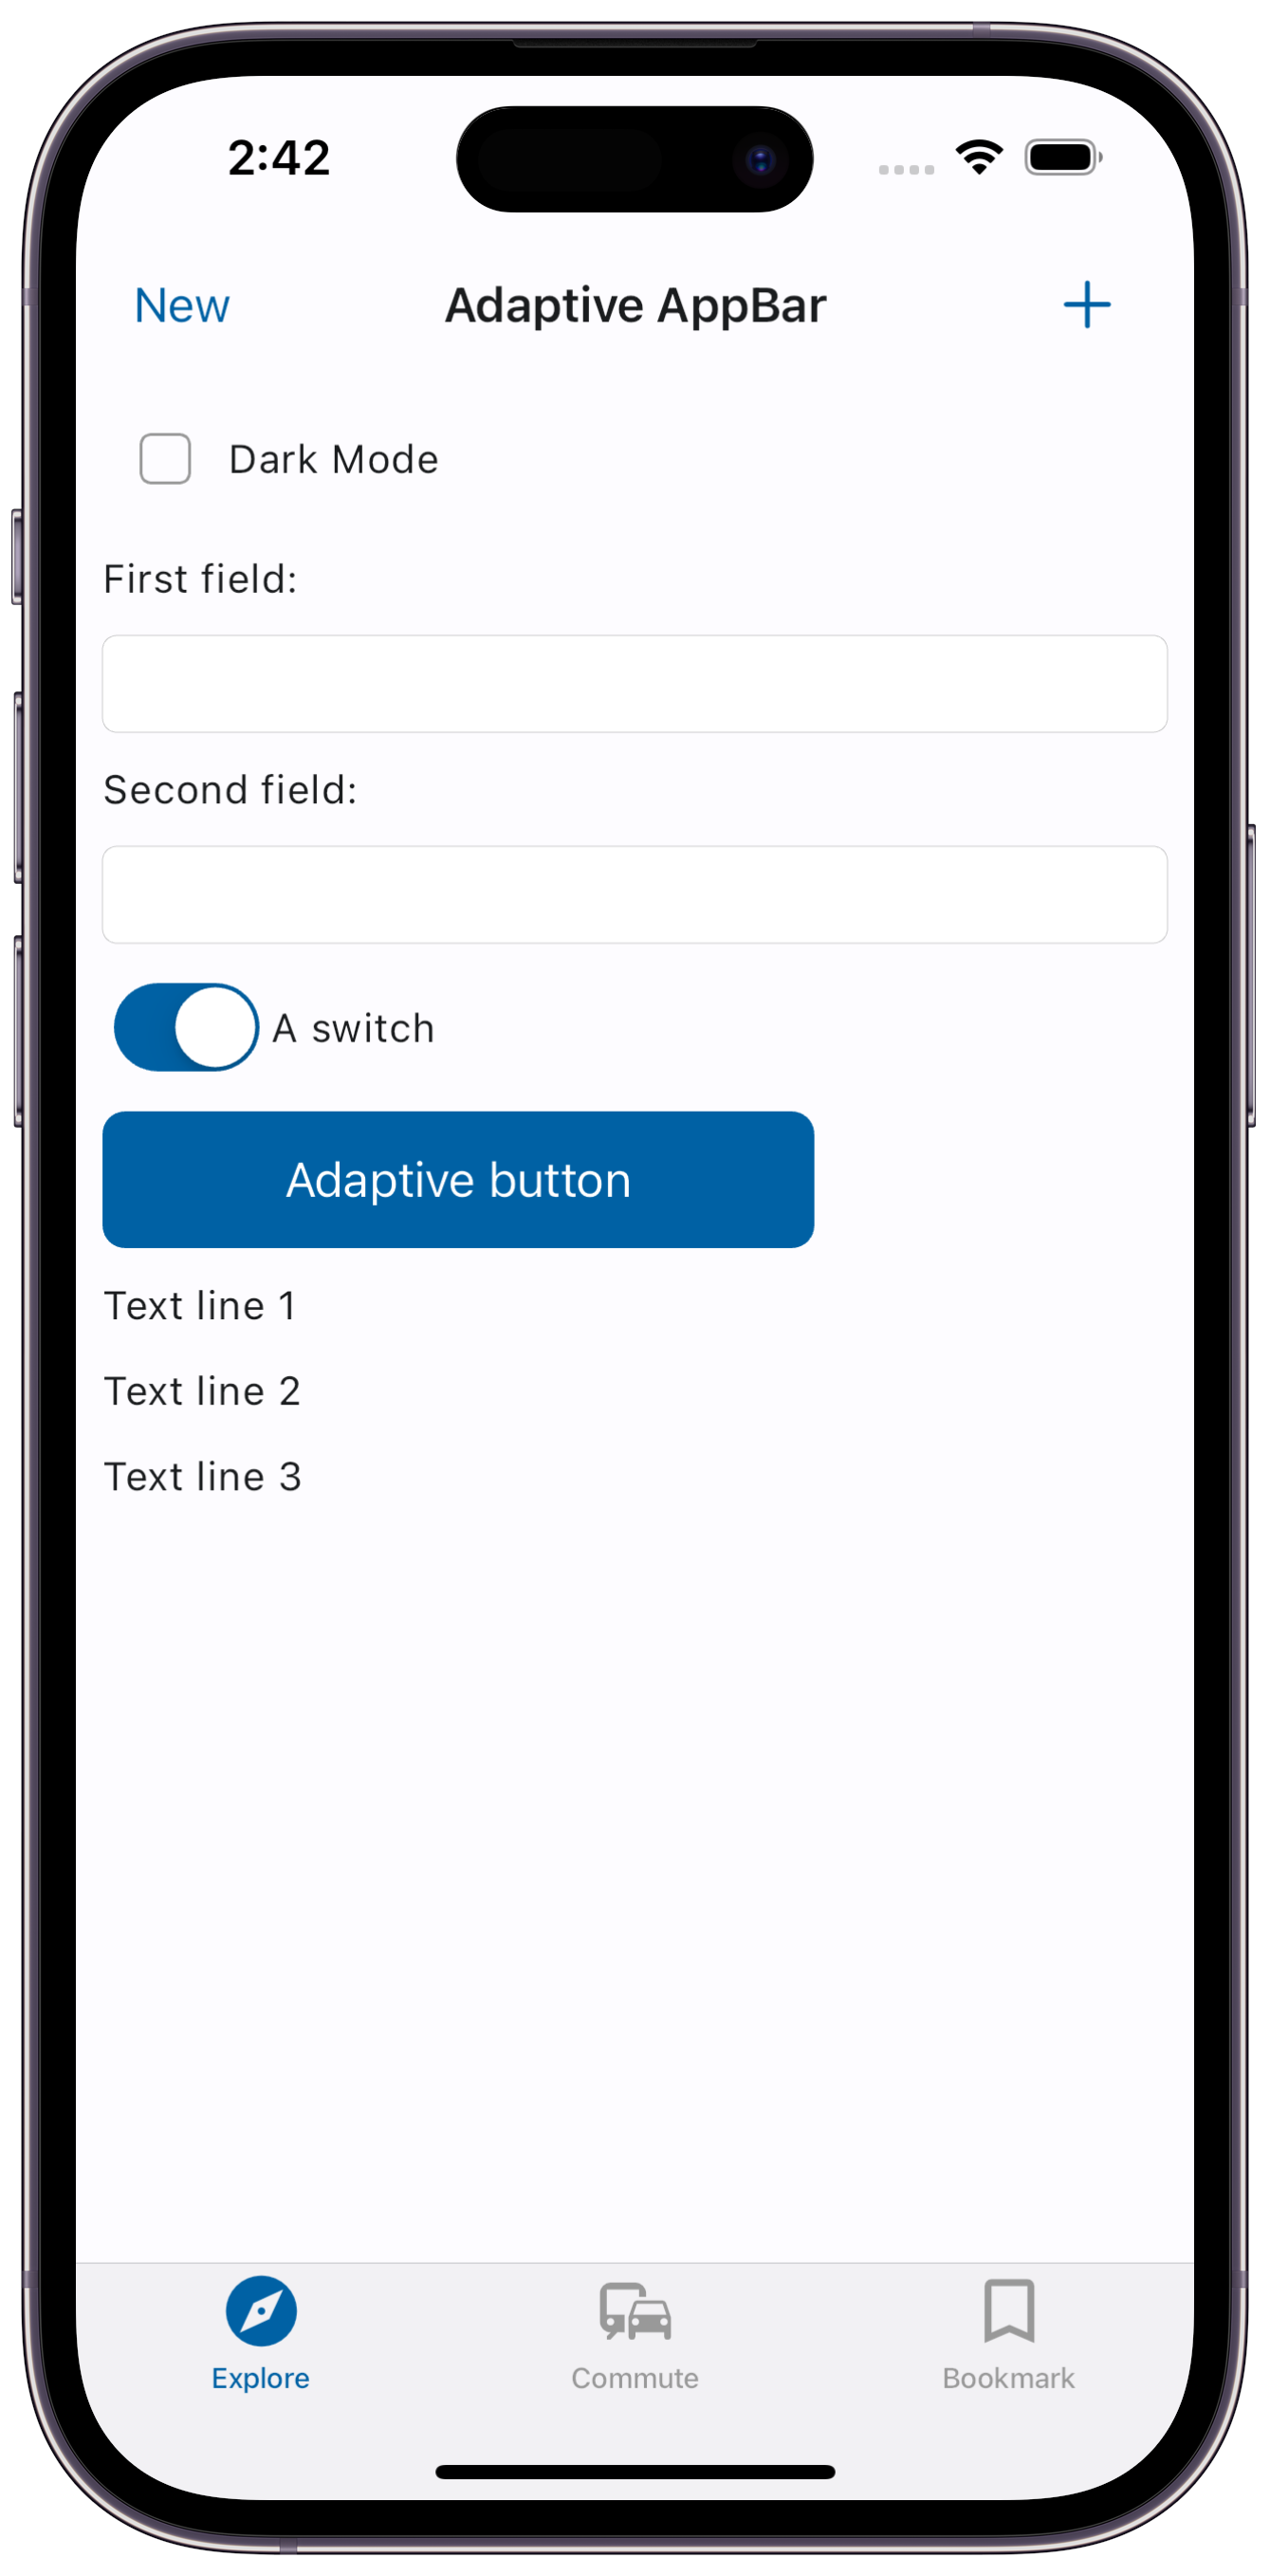 2:42
New Adaptive AppBar
Dark Mode
First field:
Second field:
A switch
Adaptive button
Text line 1
Text line 2
Text line 3
Explore Commute Bookmark